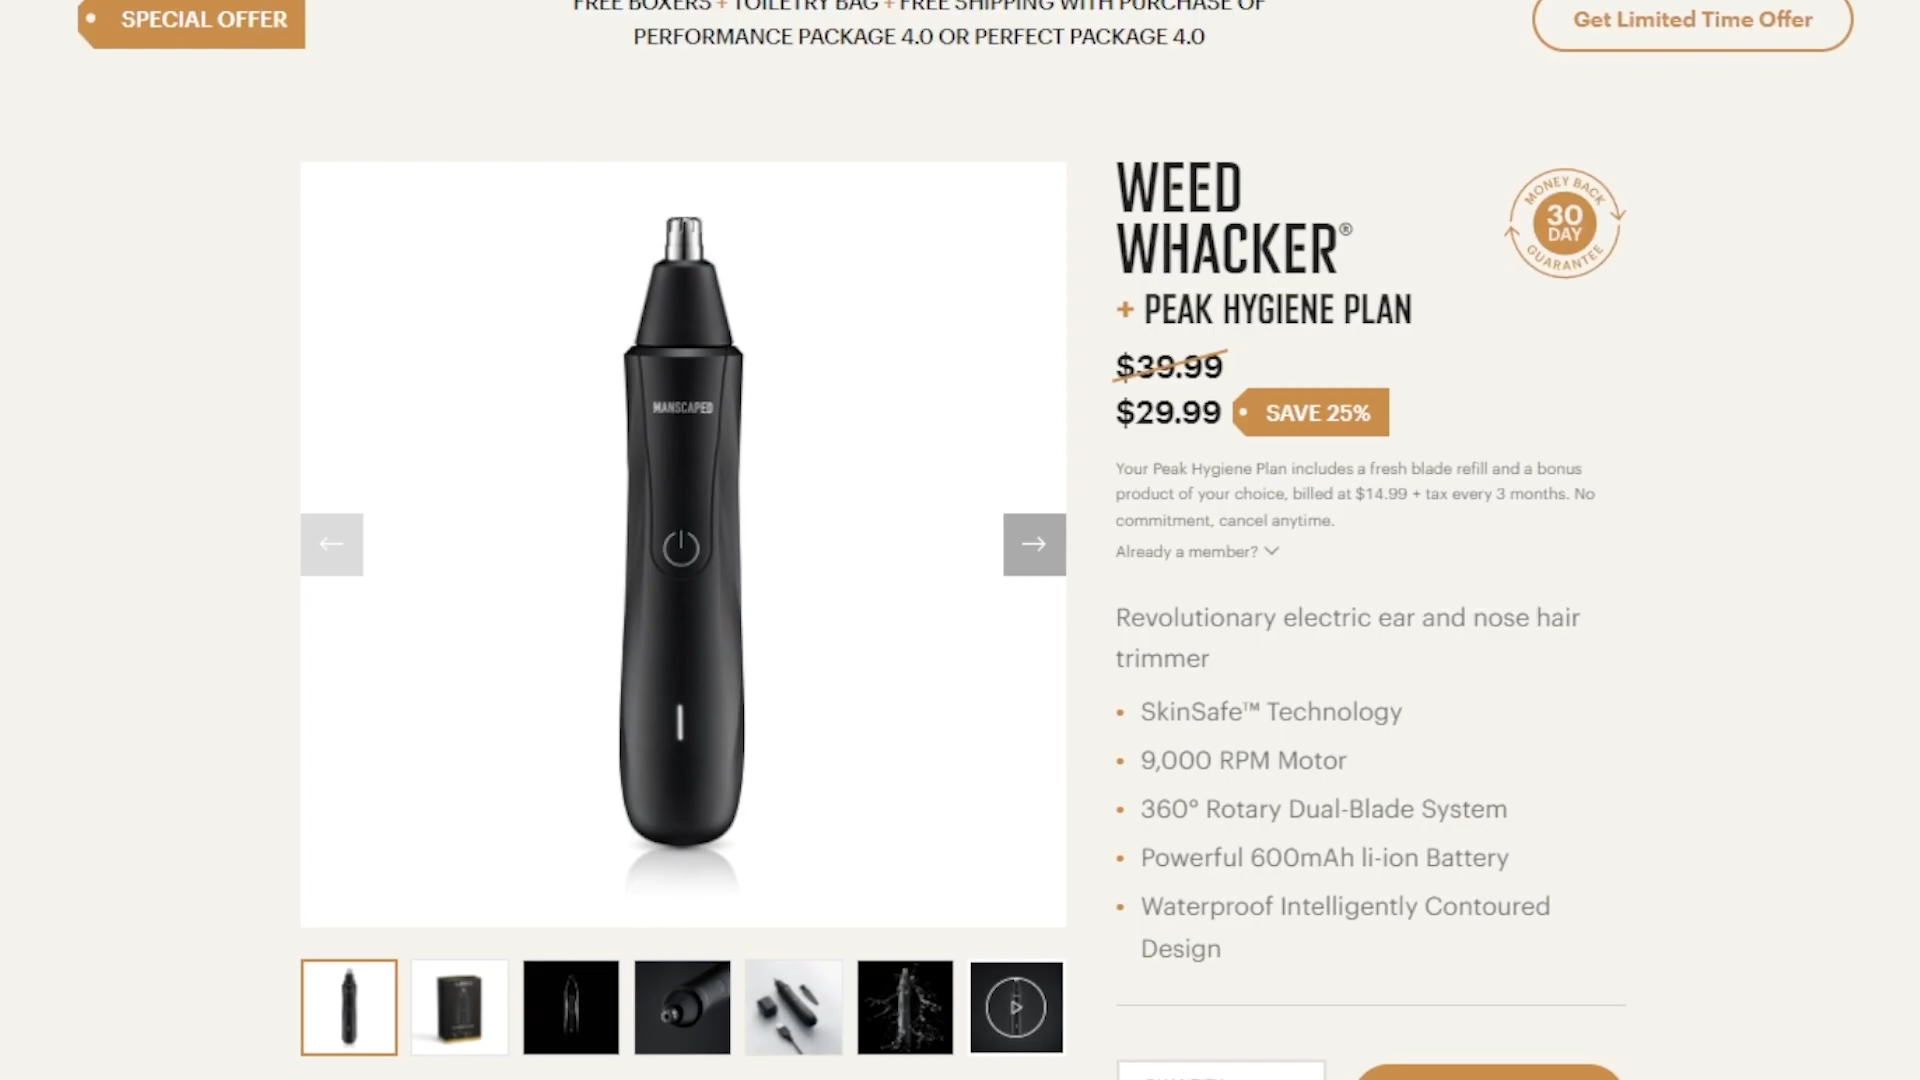 SPECIAL OFFER
FREE BOXERS + TOILETRY BAG + FREE SHIPPING WITH PURCHASE OF
PERFORMANCE PACKAGE 4.0 OR PERFECT PACKAGE 4.0
Get Limited Time Offer
MANSCAPED
WEED
WHACKER®
+ PEAK HYGIENE PLAN
MONEY BACK
30
DAY
GUARANTEE
$39.99
$29.99
SAVE 25%
Your Peak Hygiene Plan includes a fresh blade refill and a bonus
product of your choice, billed at $14.99 + tax every 3 months. No
commitment, cancel anytime.
Already a member?
Revolutionary electric ear and nose hair
trimmer
• SkinSafe™ Technology
• 9,000 RPM Motor
• 360° Rotary Dual-Blade System
• Powerful 600mAh li-ion Battery
• Waterproof Intelligently Contoured
Design